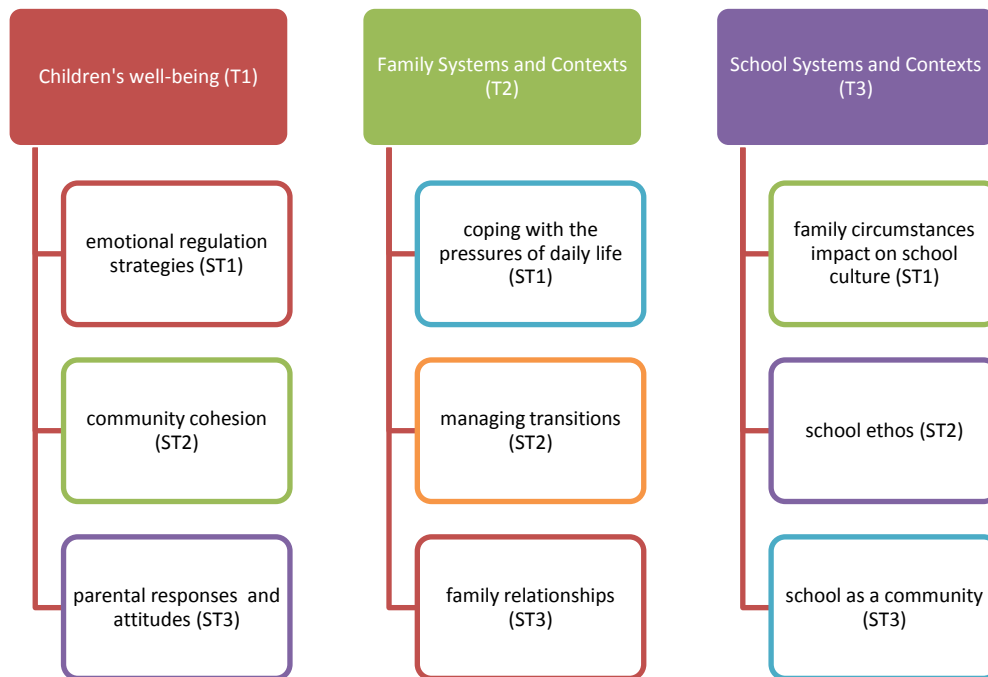 Children's well-being (T1)
emotional regulation
strategies (ST1)
community cohesion
(ST2)
parental responses  and
attitudes (ST3)
Family Systems and Contexts
(T2)
coping with the
pressures of daily life
(ST1)
managing transitions
(ST2)
family relationships
(ST3)
School Systems and Contexts
(T3)
family circumstances
impact on school
culture (ST1)
school ethos (ST2)
school as a community
(ST3)